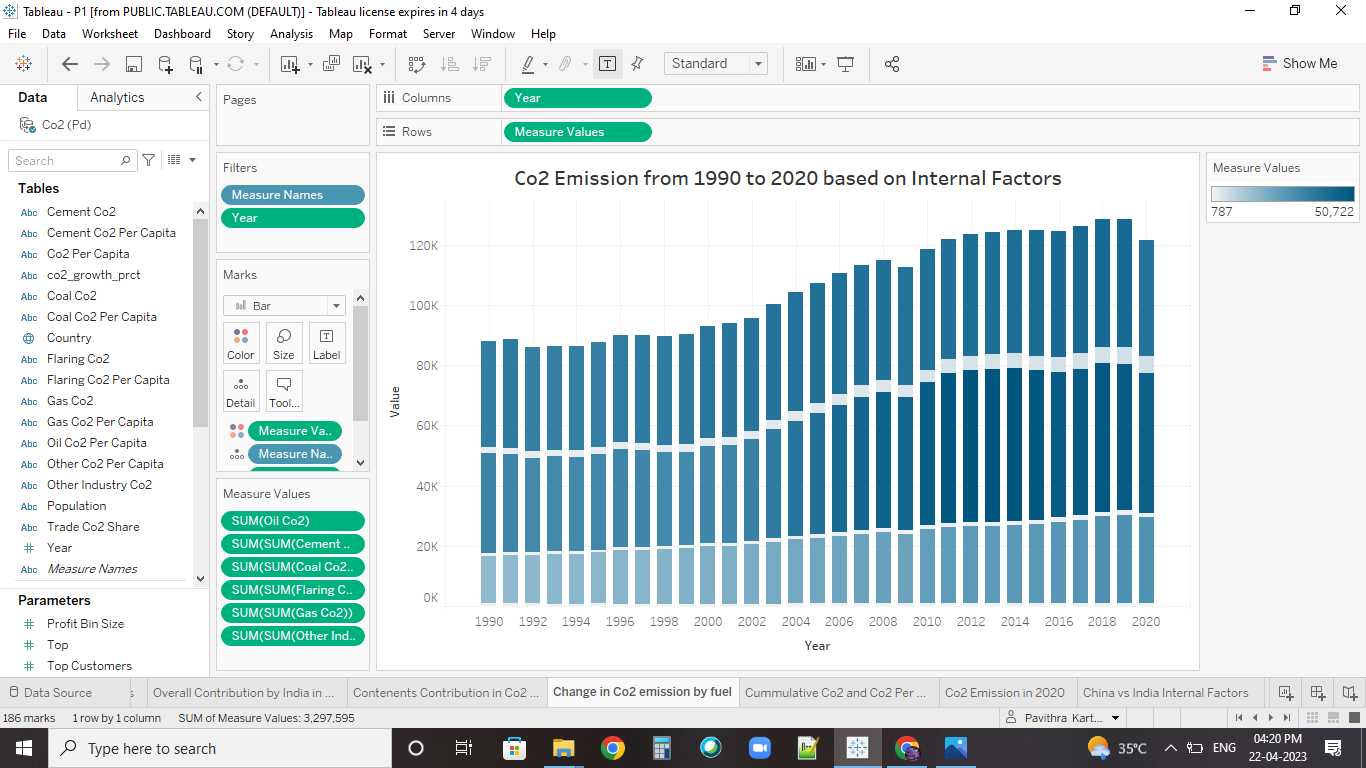 Tableau - P1 [from PUBLIC.TABLEAU.COM (DEFAULT)] - Tableau license expires in 4 days
File Data Worksheet Dashboard Story Analysis Map Format Server Window Help
Standard
Show Me
Data Analytics
Co2 (Pd)
Search
Tables
Abc Cement Co2
Abc Cement Co2 Per Capita
Abc Co2 Per Capita
Abc co2_growth_prct
Abc Coal Co2
Abc Coal Co2 Per Capita
Country
Abc Flaring Co2
Abc Flaring Co2 Per Capita
Abc Gas Co2
Abc Gas Co2 Per Capita
Abc Oil Co2 Per Capita
Abc Other Co2 Per Capita
Abc Other Industry Co2
Abc Population
Abc Trade Co2 Share
# Year
Abc Measure Names
Parameters
# Profit Bin Size
# Top
# Top Customers
Pages
Filters
Measure Names
Year
Marks
Bar
Color Size Label
Detail Tool...
Measure Va..
Measure Na..
Measure Values
SUM(Oil Co2)
SUM(SUM(Cement ..
SUM(SUM(Coal Co2..
SUM(SUM(Flaring C..
SUM(SUM(Gas Co2))
SUM(SUM(Other Ind..
Columns Year
Rows Measure Values
Co2 Emission from 1990 to 2020 based on Internal Factors
Value
120K
100K
80K
60K
40K
20K
0K
1990 1992 1994 1996 1998 2000 2002 2004 2006 2008 2010 2012 2014 2016 2018 2020
Year
Measure Values
787 50,722
Data Source s Overall Contribution by India in ... Contenents Contribution in Co2 ... Change in Co2 emission by fuel Cummulative Co2 and Co2 Per ... Co2 Emission in 2020 China vs India Internal Factors
186 marks 1 row by 1 column SUM of Measure Values: 3,297,595
Pavithra Kart...
Type here to search
35°C ENG
04:20 PM
22-04-2023